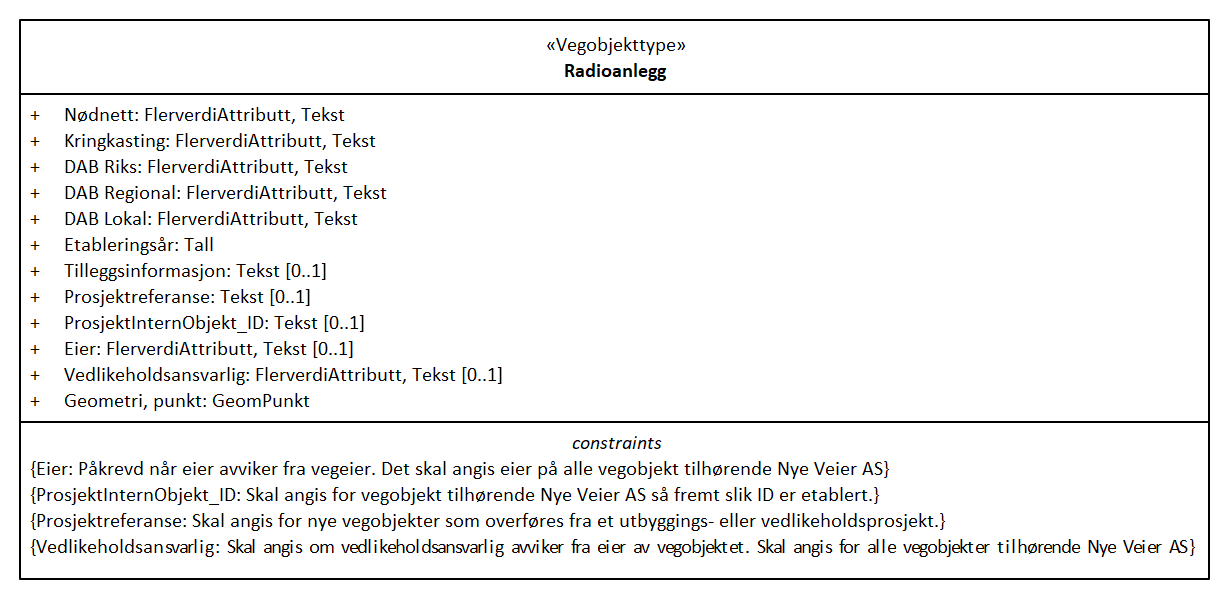 «Vegobjekttype»
Radioanlegg
+ Nødnett: FlerverdiAttributt, Tekst
+ Kringkasting: FlerverdiAttributt, Tekst
+ DAB Riks: FlerverdiAttributt, Tekst
+ DAB Regional: FlerverdiAttributt, Tekst
+ DAB Lokal: FlerverdiAttributt, Tekst
+ Etableringsår: Tall
+ Tilleggsinformasjon: Tekst [0..1]
+ Prosjektreferanse: Tekst [0..1]
+ ProsjektInternObjekt_ID: Tekst [0..1]
+ Eier: FlerverdiAttributt, Tekst [0..1]
+ Vedlikeholdsansvarlig: FlerverdiAttributt, Tekst [0..1]
+ Geometri, punkt: GeomPunkt
constraints
{Eier: Påkrevd når eier avviker fra vegeier. Det skal angis eier på alle vegobjekt tilhørende Nye Veier AS}
{ProsjektInternObjekt_ID: Skal angis for vegobjekt tilhørende Nye Veier AS så fremt slik ID er etablert.}
{Prosjektreferanse: Skal angis for nye vegobjekter som overføres fra et utbyggings- eller vedlikeholdsprosjekt.}
{Vedlikeholdsansvarlig: Skal angis om vedlikeholdsansvarlig avviker fra eier av vegobjektet. Skal angis for alle vegobjekter tilhørende Nye Veier AS}